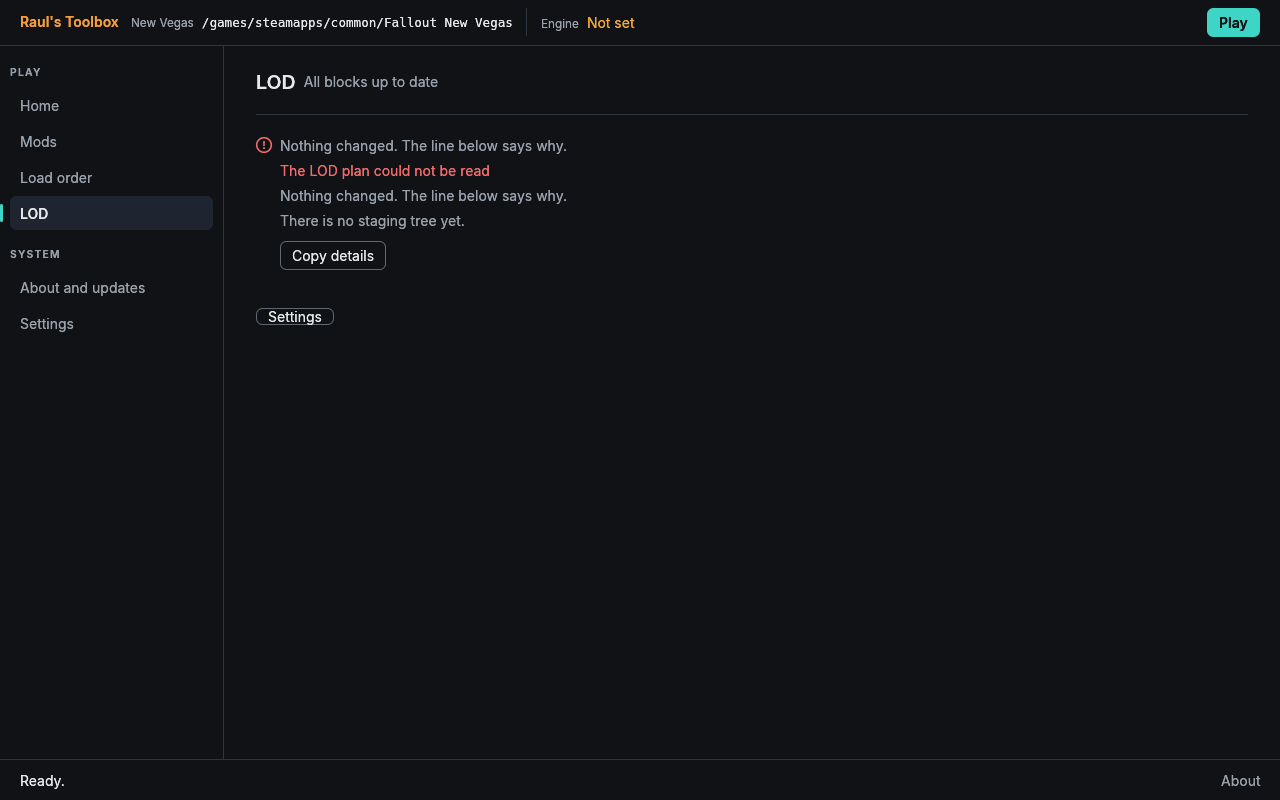 Raul's Toolbox New Vegas /games/steamapps/common/Fallout New Vegas Engine Not set Play
PLAY
Home
Mods
Load order
LOD
SYSTEM
About and updates
Settings
LOD All blocks up to date
Nothing changed. The line below says why.
The LOD plan could not be read
Nothing changed. The line below says why.
There is no staging tree yet.
Copy details
Settings
Ready. About